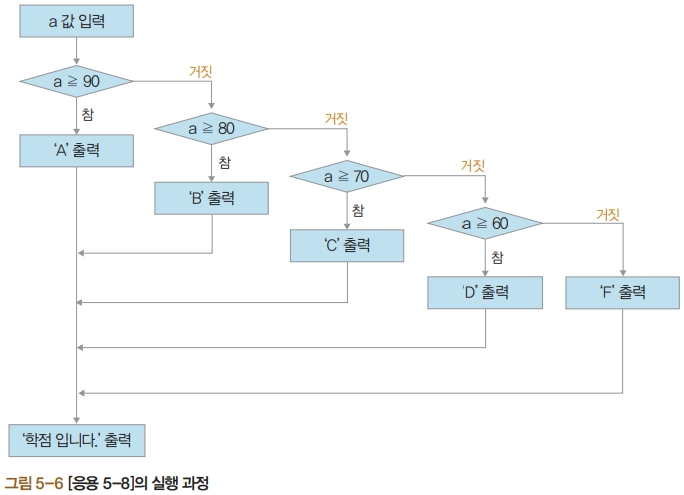 a 값 입력
a ≧ 90
거짓
참
'A' 출력
a ≧ 80
거짓
참
'B' 출력
a ≧ 70
거짓
참
'C' 출력
a ≧ 60
거짓
참
'D' 출력
'F' 출력
'학점 입니다.' 출력
그림 5-6 [응용 5-8]의 실행 과정